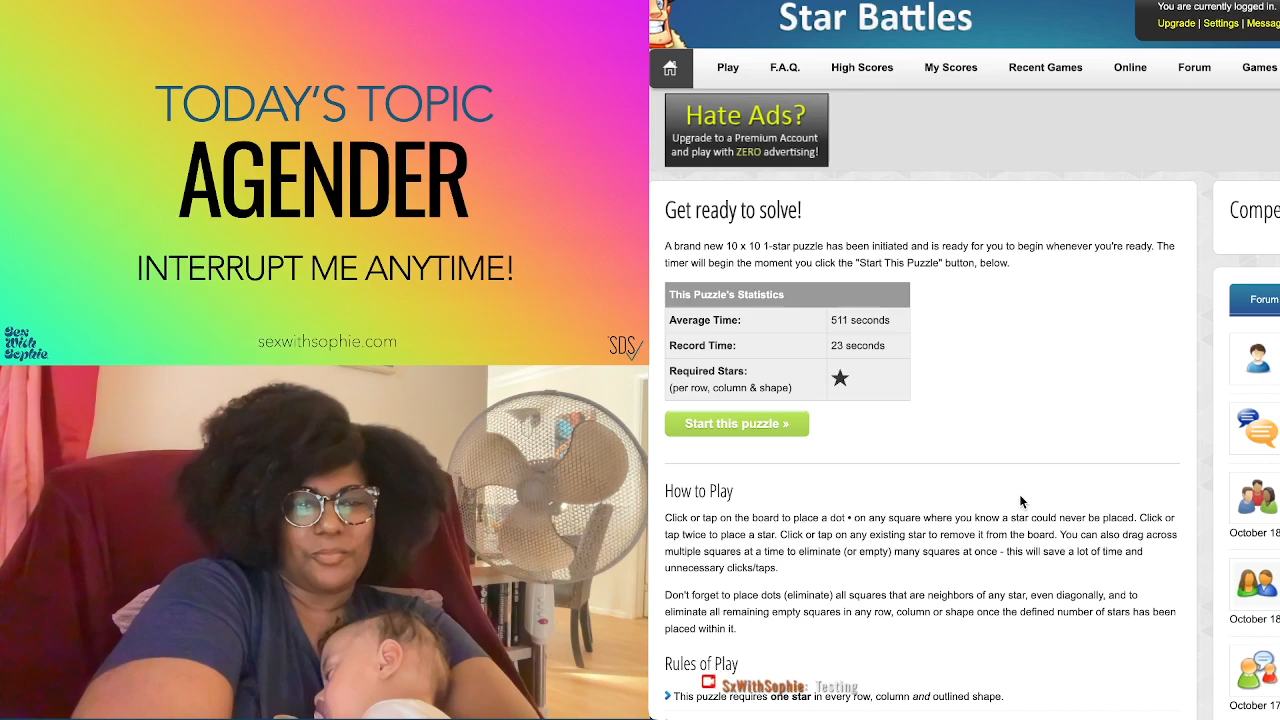 TODAY'S TOPIC
AGENDER
INTERRUPT ME ANYTIME!
sexwithsophie.com
Sex
With
Sophie
SDS
Star Battles
You are currently logged in.
Upgrade | Settings | Messag
Play
F.A.Q.
High Scores
My Scores
Recent Games
Online
Forum
Games
Hate Ads?
Upgrade to a Premium Account
and play with ZERO advertising!
Get ready to solve!
A brand new 10 x 10 1-star puzzle has been initiated and is ready for you to begin whenever you're ready. The
timer will begin the moment you click the "Start This Puzzle" button, below.
This Puzzle's Statistics
Average Time: 511 seconds
Record Time: 23 seconds
Required Stars:
(per row, column & shape)
Start this puzzle »
How to Play
Click or tap on the board to place a dot • on any square where you know a star could never be placed. Click or
tap twice to place a star. Click or tap on any existing star to remove it from the board. You can also drag across
multiple squares at a time to eliminate (or empty) many squares at once - this will save a lot of time and
unnecessary clicks/taps.
Don't forget to place dots (eliminate) all squares that are neighbors of any star, even diagonally, and to
eliminate all remaining empty squares in any row, column or shape once the defined number of stars has been
placed within it.
Rules of Play
SxWithSophie: Testing
This puzzle requires one star in every row, column and outlined shape.
Compe
Forum
October 18
October 18
October 17